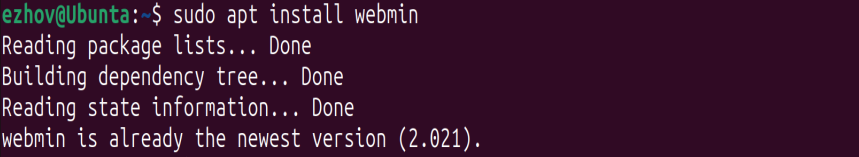 ezhov@Ubunta:~$ sudo apt install webmin
Reading package lists... Done
Building dependency tree... Done
Reading state information... Done
webmin is already the newest version (2.021).